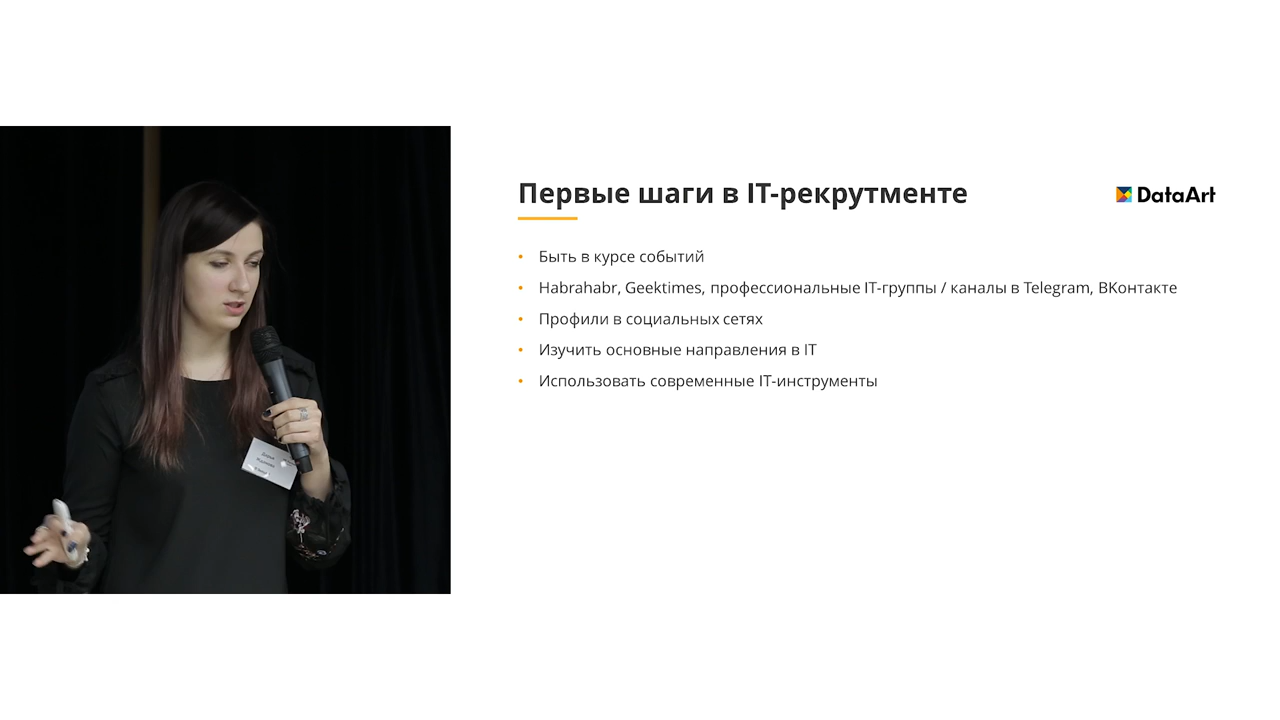 Первые шаги в IT-рекрутменте
DataArt
Быть в курсе событий
Habrahabr, Geektimes, профессиональные IT-группы / каналы в Telegram, ВКонтакте
Профили в социальных сетях
Изучить основные направления в IT
Использовать современные IT-инструменты
Дарья